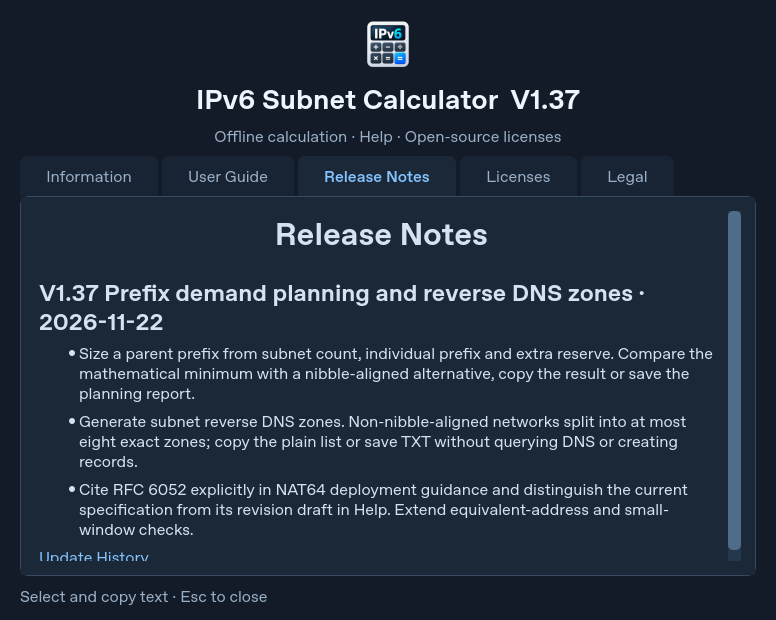 IPv6
IPv6 Subnet Calculator V1.37
Offline calculation · Help · Open-source licenses
Information
User Guide
Release Notes
Licenses
Legal
Release Notes
V1.37 Prefix demand planning and reverse DNS zones ·
2026-11-22
• Size a parent prefix from subnet count, individual prefix and extra reserve. Compare the
mathematical minimum with a nibble-aligned alternative, copy the result or save the
planning report.
• Generate subnet reverse DNS zones. Non-nibble-aligned networks split into at most
eight exact zones; copy the plain list or save TXT without querying DNS or creating
records.
• Cite RFC 6052 explicitly in NAT64 deployment guidance and distinguish the current
specification from its revision draft in Help. Extend equivalent-address and small-
window checks.
Update History
Select and copy text · Esc to close